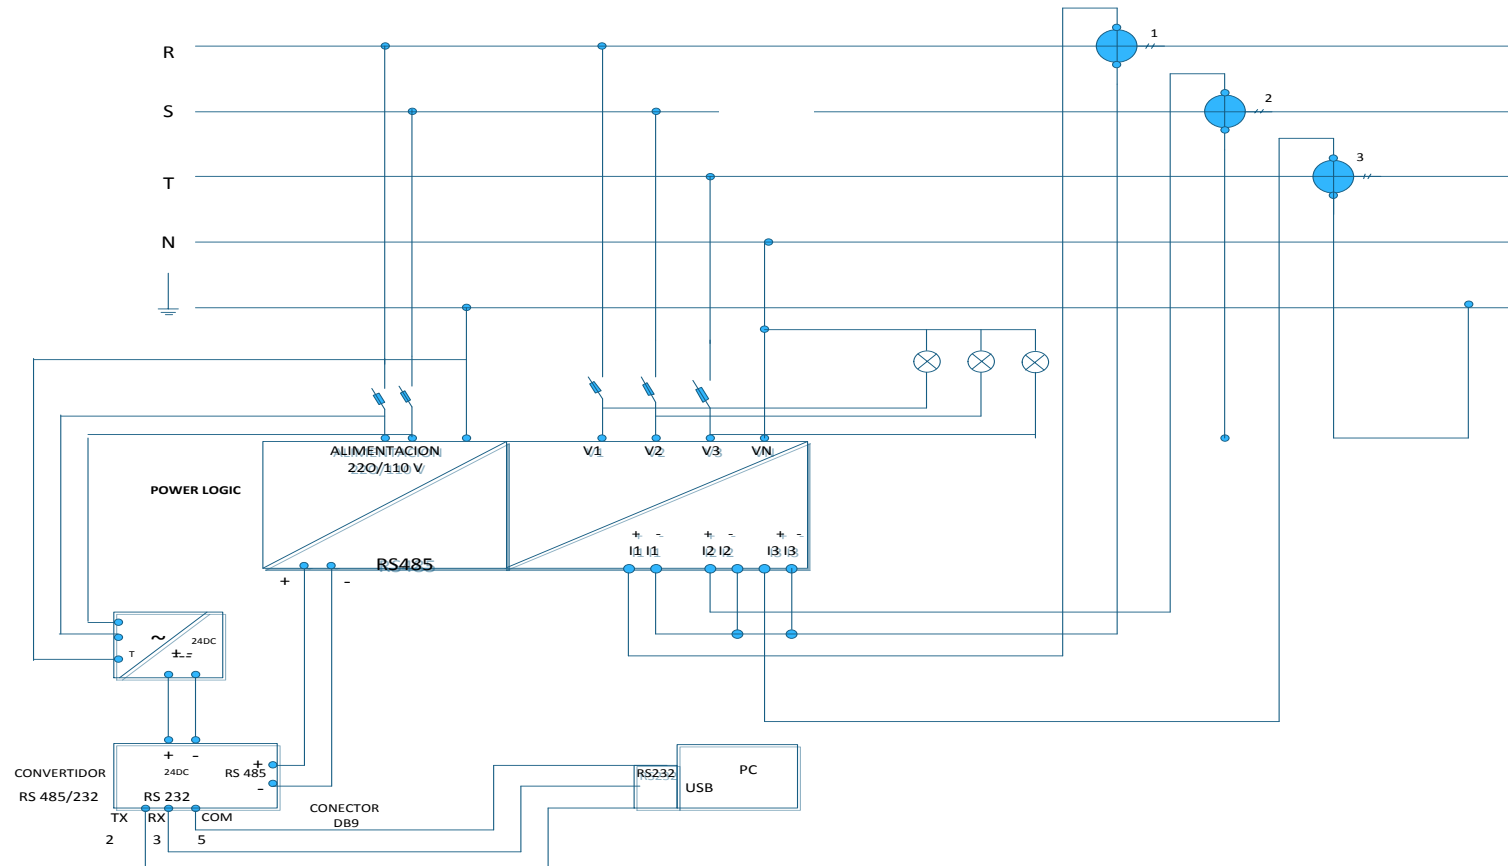 R
1
S
2
T
3
N
ALIMENTACION
22O/110 V
V1
V2
V3
VN
POWER LOGIC
+ -
+ -
+ -
I1 I1
I2 I2
I3 I3
RS485
+
-
~
24DC
T
+ -
+ -
24DC
RS 485
+
-
CONVERTIDOR
RS 485/232
RS 232
TX
RX
COM
2
3
5
CONECTOR
DB9
RS232
USB
PC